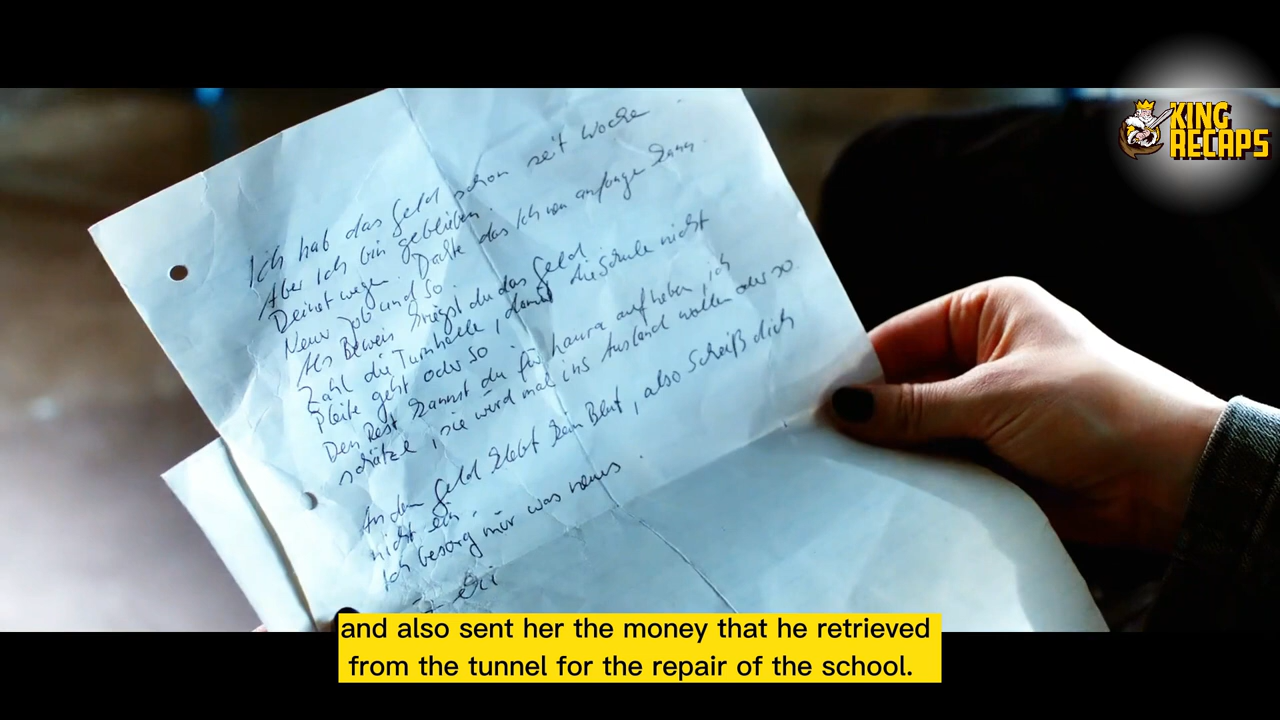 KING
RECAPS
Ich hab das Geld schon seit Woche
Aber Ich bin geblieben.
Deinet wegen. Dachte das Ich von anfange kann.
Neuer Job und so.
Als Beweis kriegst du das Geld
Zahl die Turnhalle, damit die Schule nicht
Pleite geht oder so
Den Rest kannst du für Laura aufheben, ich
schätze, sie wird mal ins Ausland wollen oder so.
An dem Geld klebt kein Blut, also Scheiß dich
nicht ein.
Ich besorg mir was neues.
and also sent her the money that he retrieved
from the tunnel for the repair of the school.